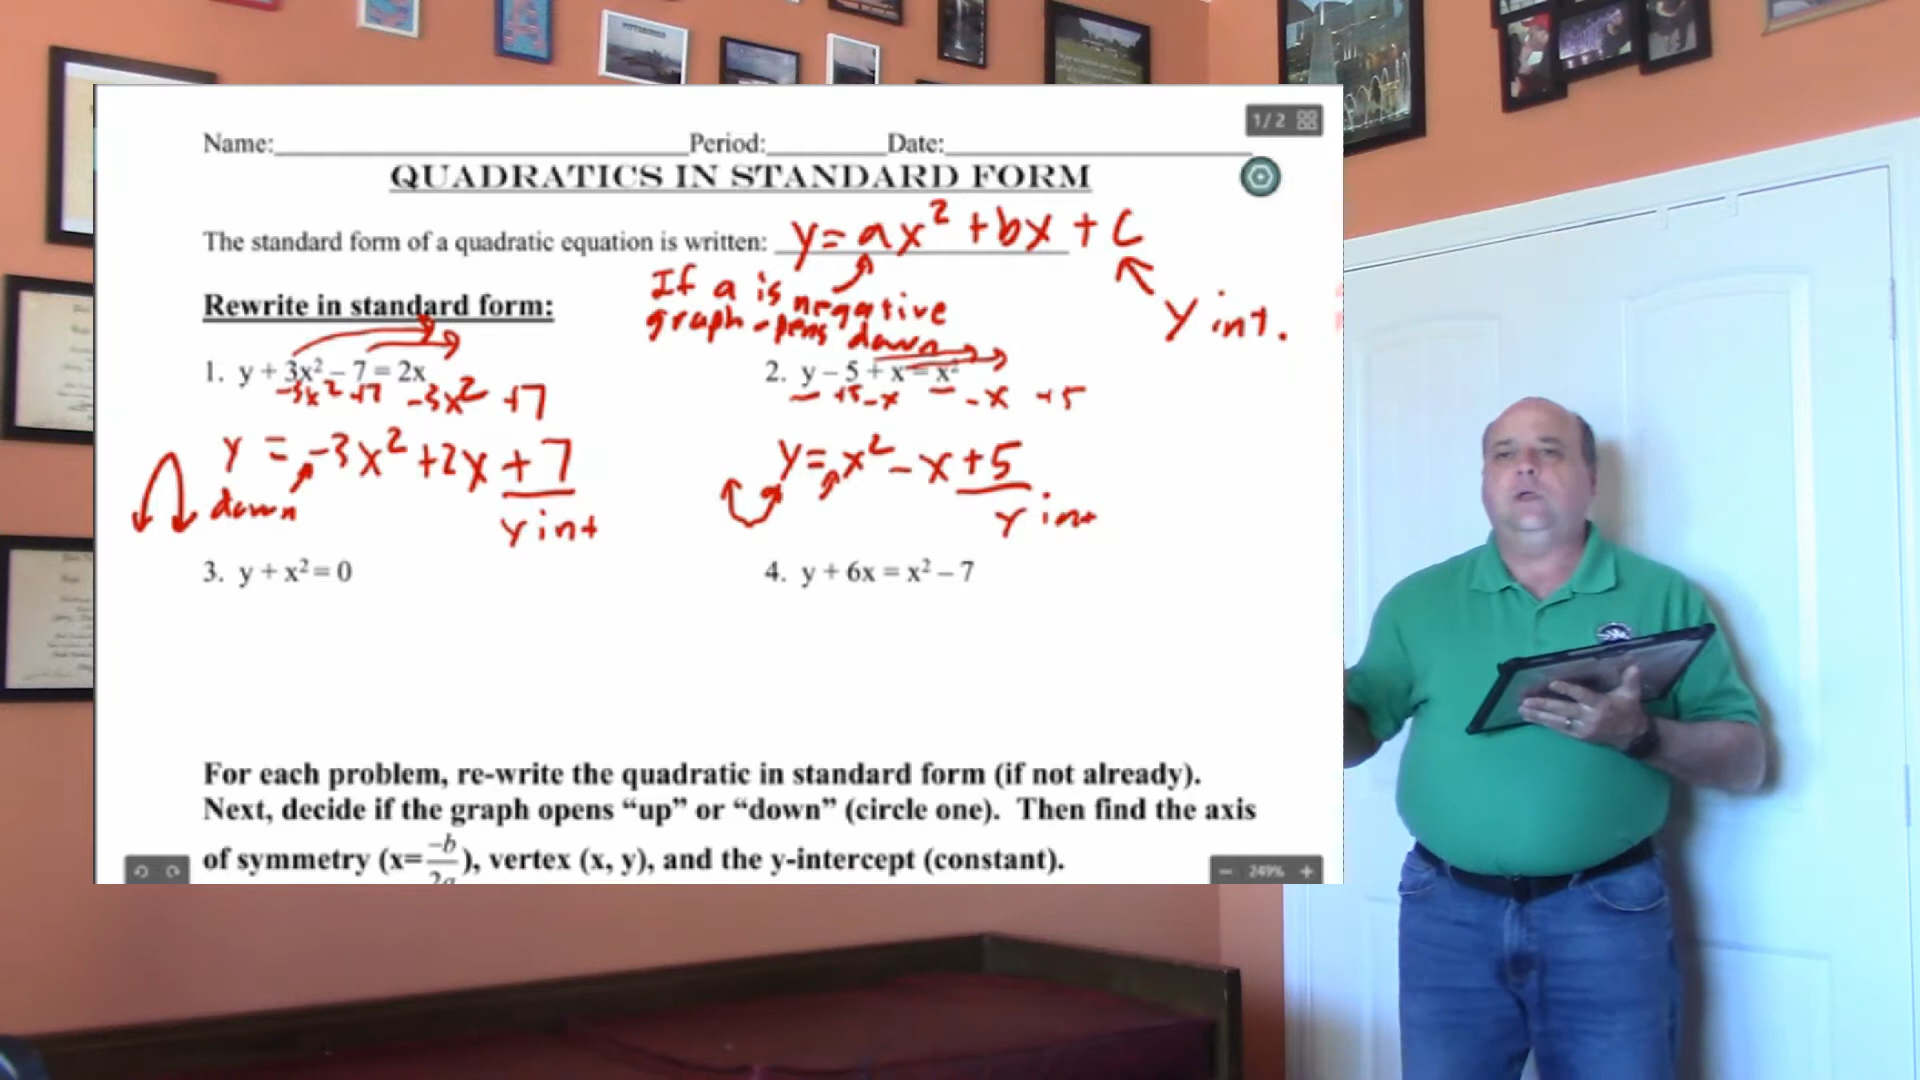 1/2
Name: Period: Date:
QUADRATICS IN STANDARD FORM
The standard form of a quadratic equation is written: y = ax² + bx + c
If a is negative
graph opens down
y int.
Rewrite in standard form:
1. y + 3x² – 7 = 2x
-3x² +7 -3x² +7
y = -3x² + 2x + 7
down
y int
2. y – 5 + x = x²
+5 -x -x +5
y = x² - x + 5
y int
3. y + x² = 0
4. y + 6x = x² – 7
For each problem, re-write the quadratic in standard form (if not already).
Next, decide if the graph opens “up” or “down” (circle one). Then find the axis
of symmetry (x=-b/2a), vertex (x, y), and the y-intercept (constant).
249%